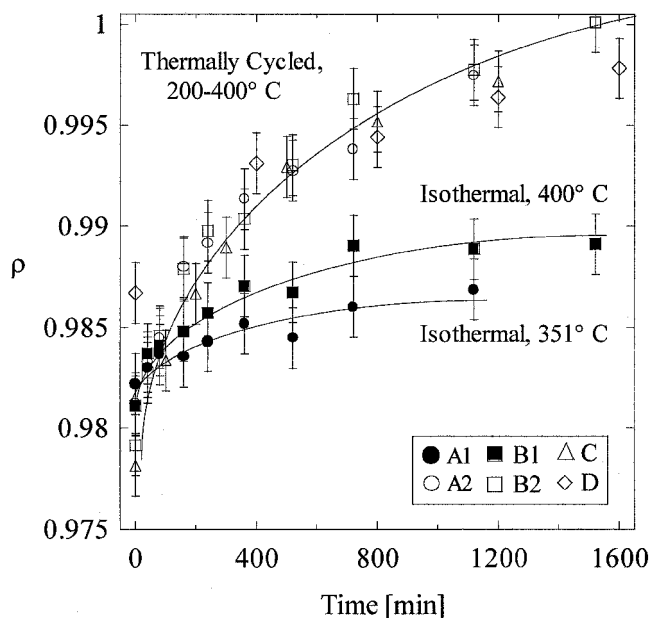 1
Thermally Cycled,
200-400° C
0.995
Isothermal, 400° C
0.99
ρ
0.985
Isothermal, 351° C
0.98
A1 B1 C
A2 B2 D
0.975
0 400 800 1200 1600
Time [min]